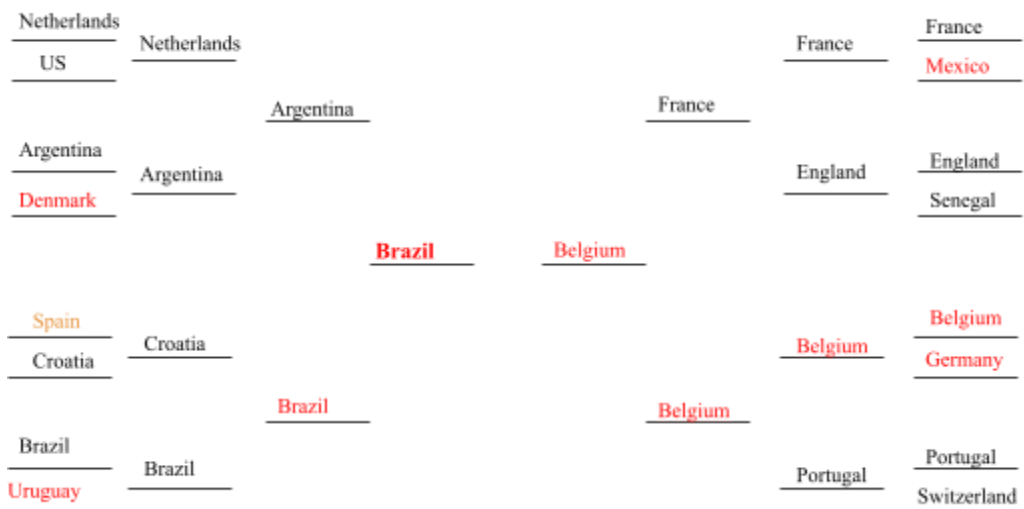 Netherlands
US
Netherlands
Argentina
Argentina
Denmark
Argentina
Brazil
Spain
Croatia
Croatia
Brazil
Brazil
Uruguay
Brazil
France
Mexico
France
France
England
England
Senegal
Belgium
Belgium
Germany
Belgium
Belgium
Portugal
Portugal
Switzerland